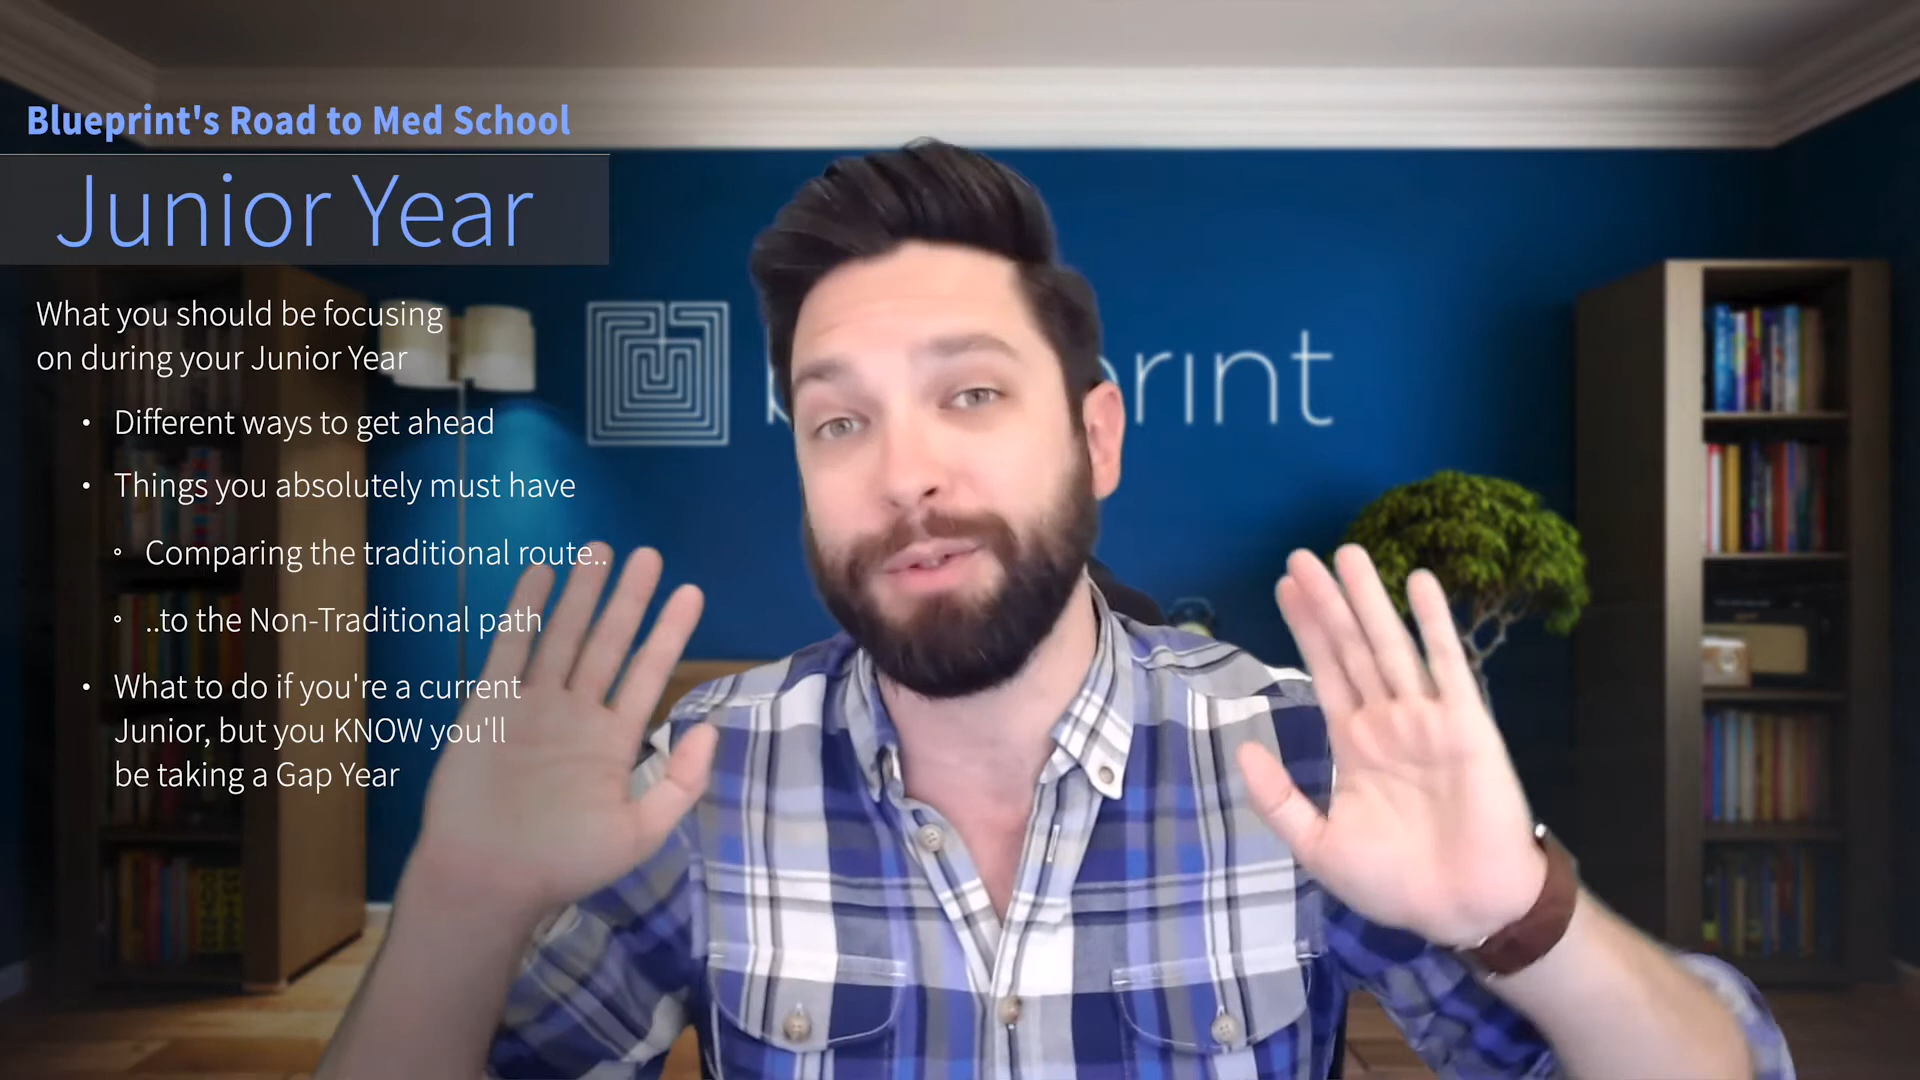 Blueprint's Road to Med School
Junior Year
What you should be focusing
on during your Junior Year
• Different ways to get ahead
• Things you absolutely must have
◦ Comparing the traditional route..
◦ ..to the Non-Traditional path
• What to do if you're a current
Junior, but you KNOW you'll
be taking a Gap Year